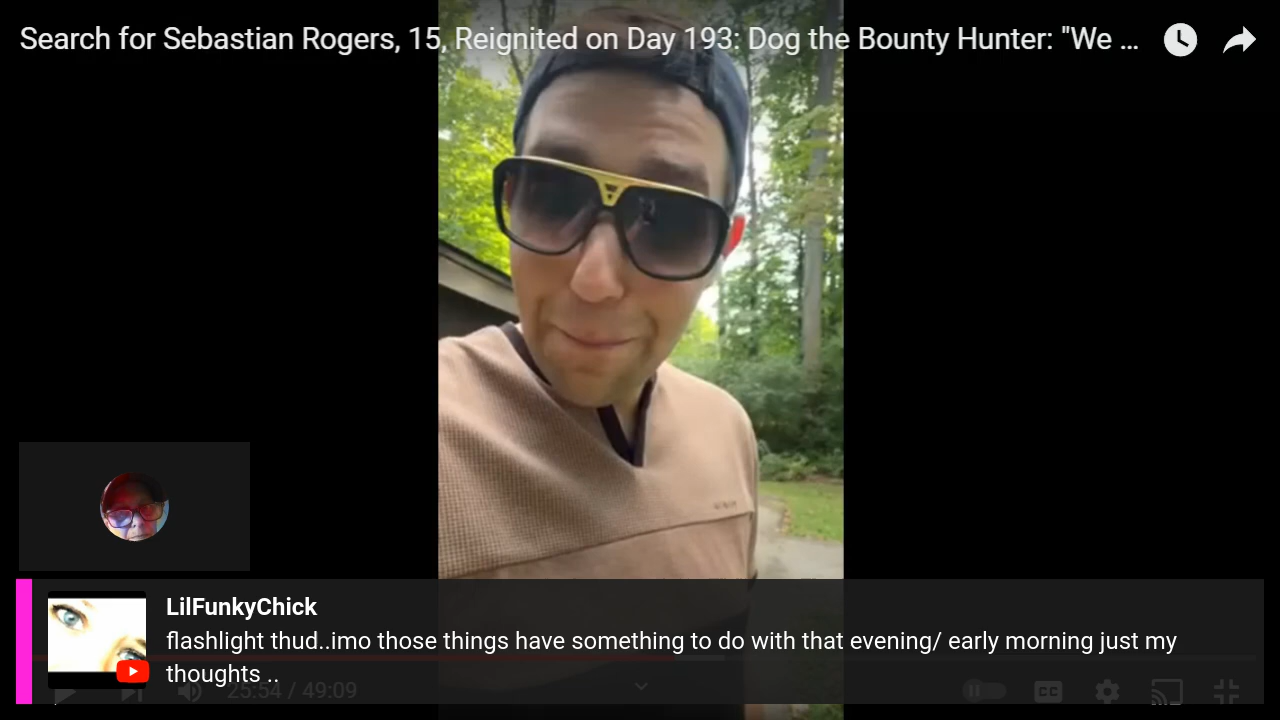 Search for Sebastian Rogers, 15, Reignited on Day 193: Dog the Bounty Hunter: "We ...
LilFunkyChick
flashlight thud..imo those things have something to do with that evening/ early morning just my
thoughts ..
25:54 / 49:09
CC